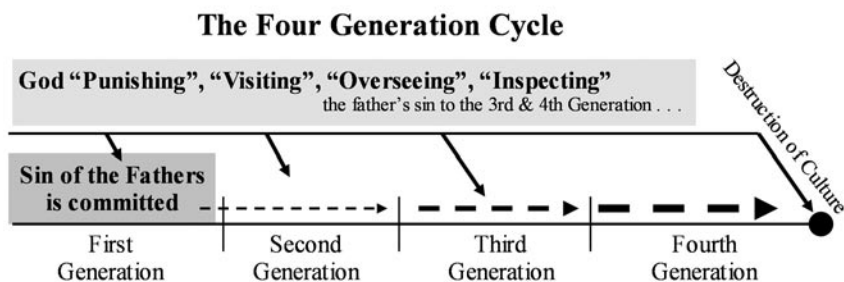 The Four Generation Cycle
God “Punishing”, “Visiting”, “Overseeing”, “Inspecting”
the father’s sin to the 3rd & 4th Generation . . .
Destruction of Culture
Sin of the Fathers
is committed
First
Generation
Second
Generation
Third
Generation
Fourth
Generation